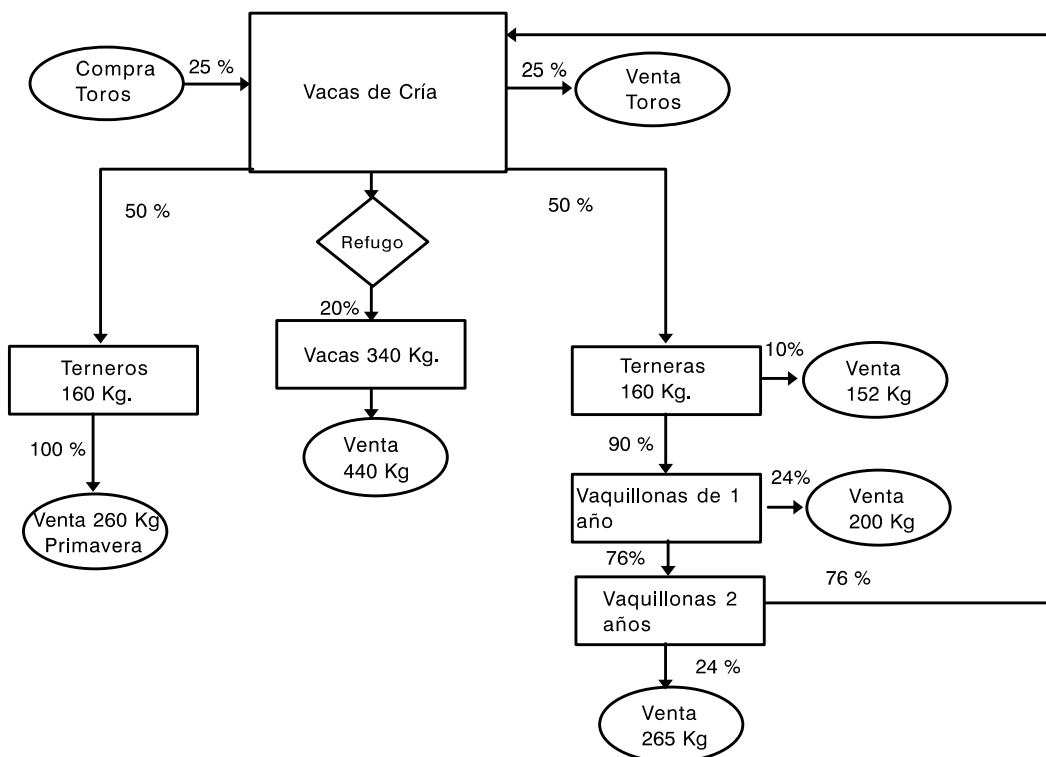 Compra
Toros
25 %
Vacas de Cría
25 %
Venta
Toros
50 %
Refugo
50 %
20%
Terneros
160 Kg.
Vacas 340 Kg.
Terneras
160 Kg.
10%
Venta
152 Kg
100 %
Venta
440 Kg
90 %
Venta 260 Kg
Primavera
Vaquillonas de 1
año
24%
Venta
200 Kg
76%
Vaquillonas 2
años
76 %
24 %
Venta
265 Kg